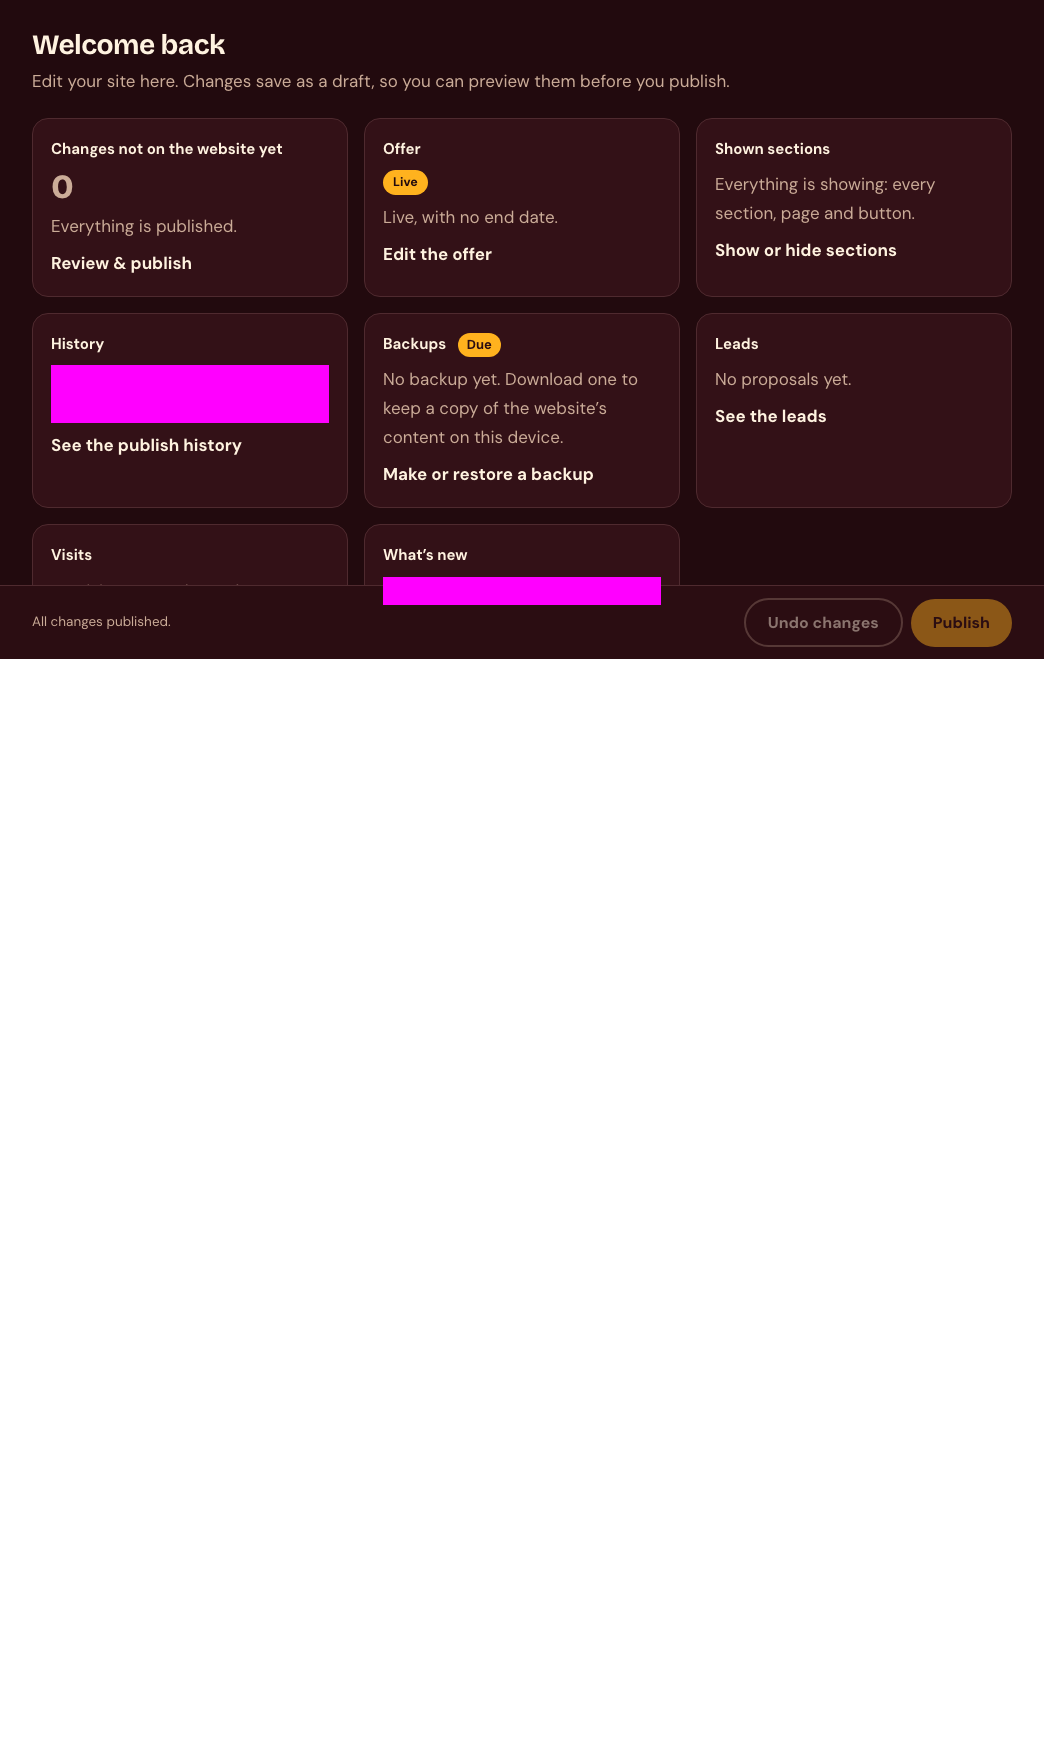 Welcome back
Edit your site here. Changes save as a draft, so you can preview them before you publish.
Changes not on the website yet
0
Everything is published.
Review & publish
Offer
Live
Live, with no end date.
Edit the offer
Shown sections
Everything is showing: every
section, page and button.
Show or hide sections
History
See the publish history
Backups
Due
No backup yet. Download one to
keep a copy of the website’s
content on this device.
Make or restore a backup
Leads
No proposals yet.
See the leads
Visits
What’s new
All changes published.
Undo changes
Publish